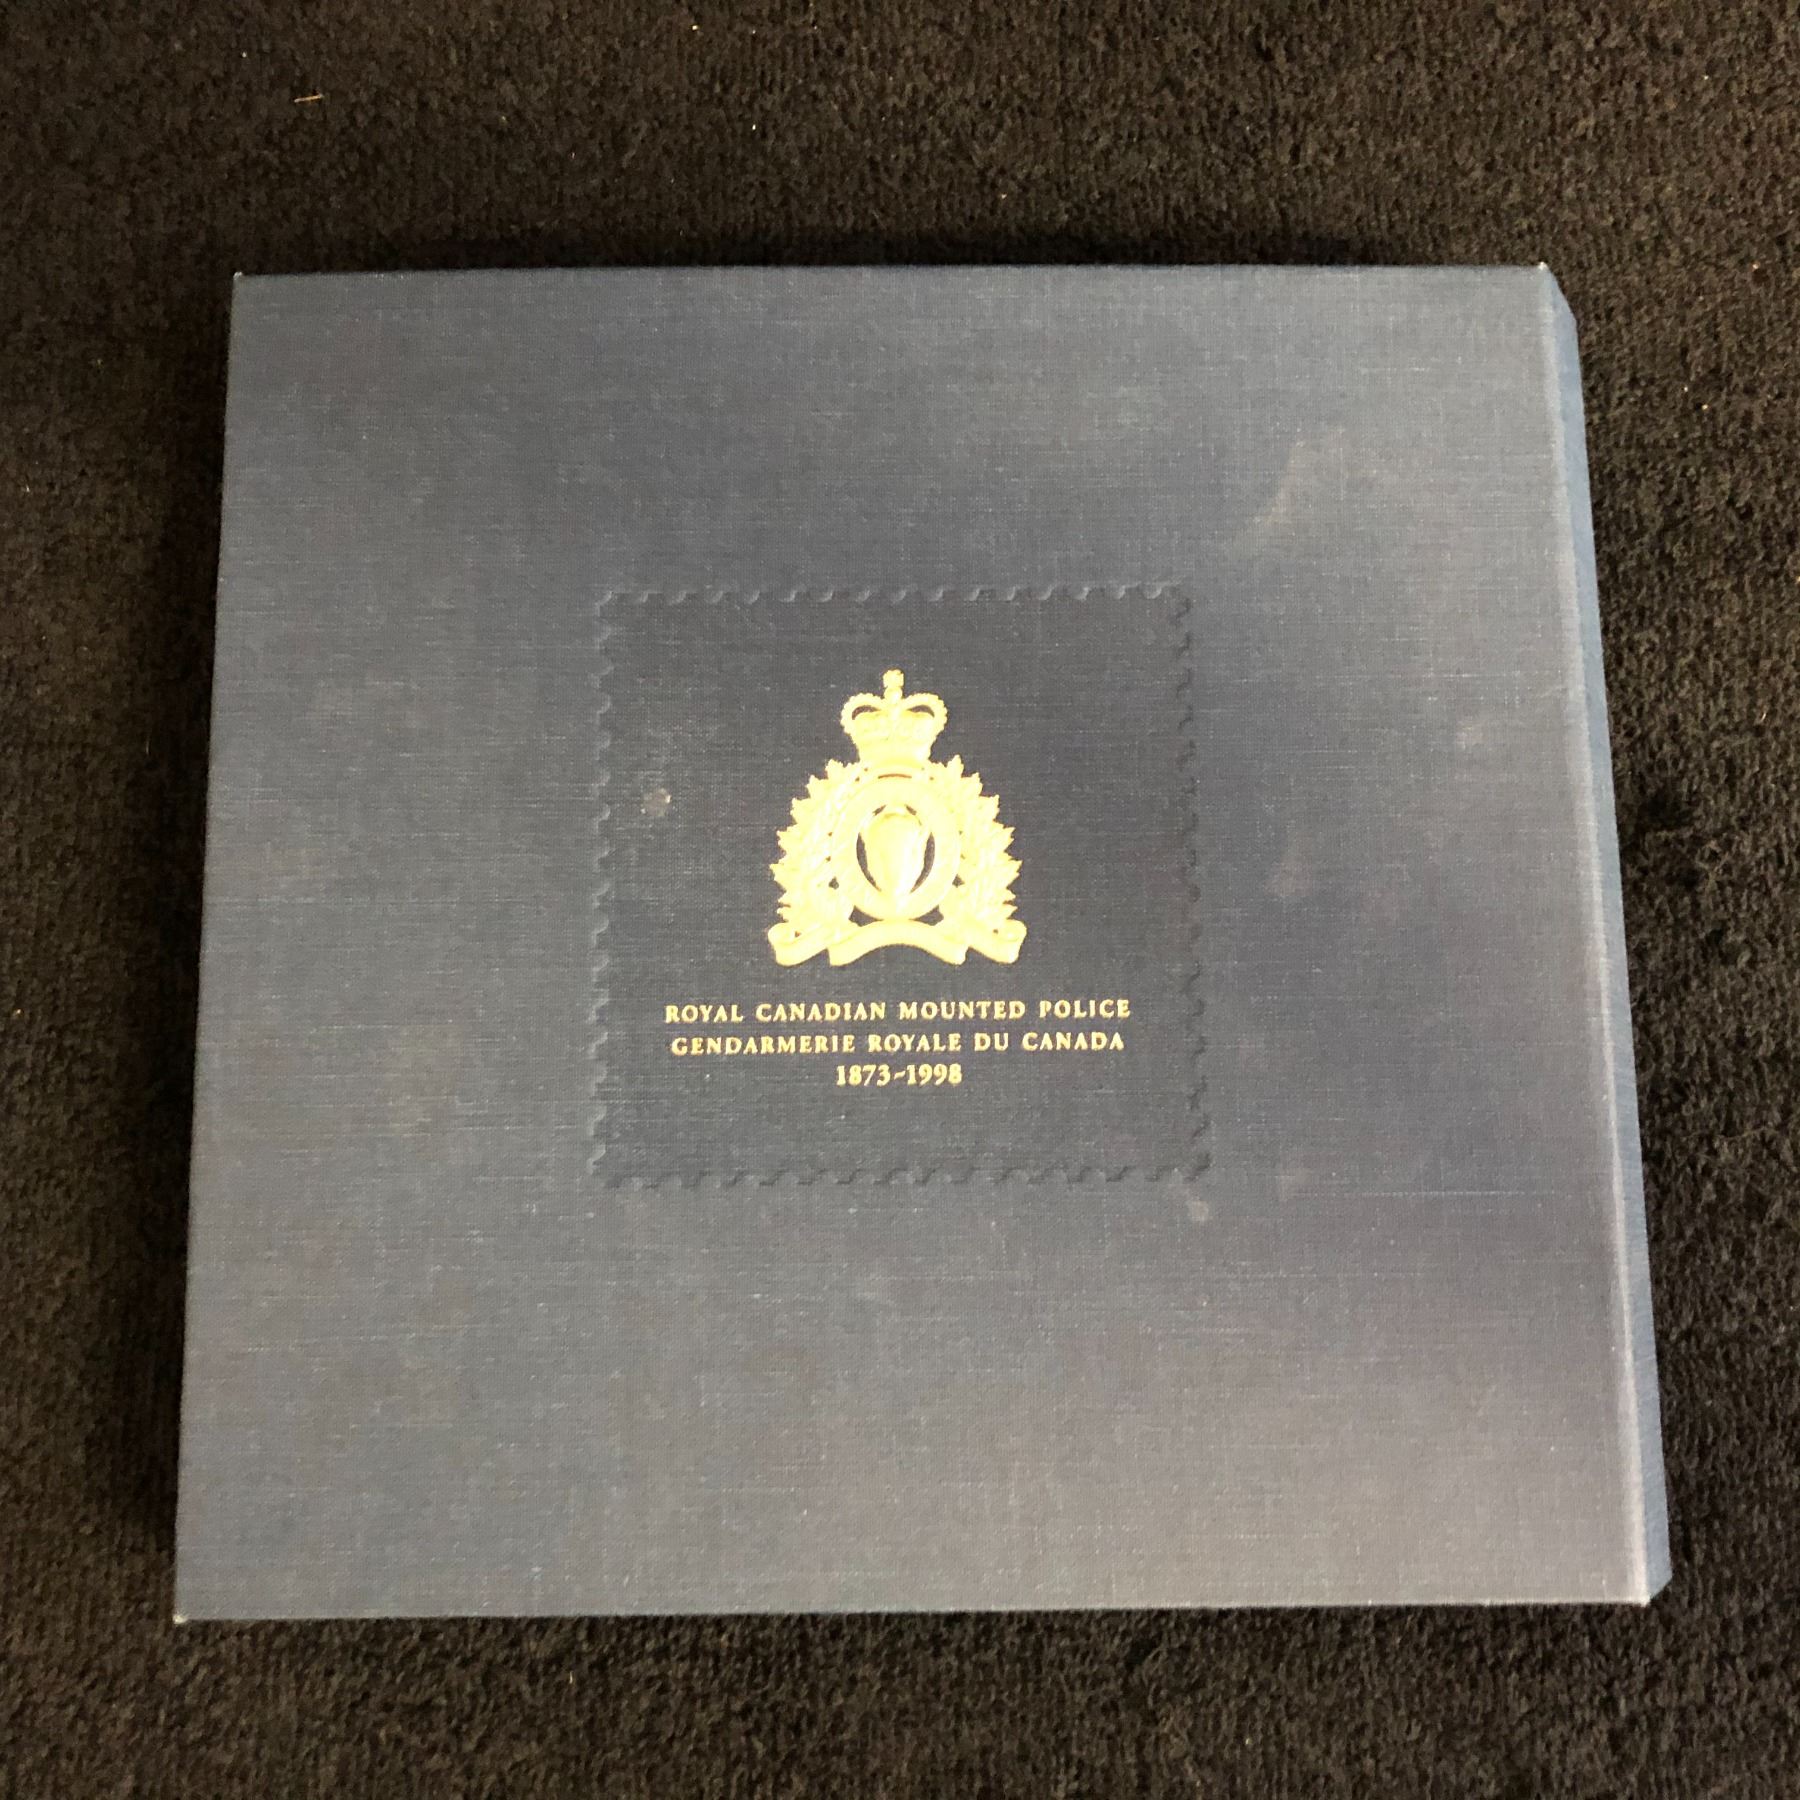 ROYAL CANADIAN MOUNTED POLICE
GENDARMERIE ROYALE DU CANADA
1873-1998